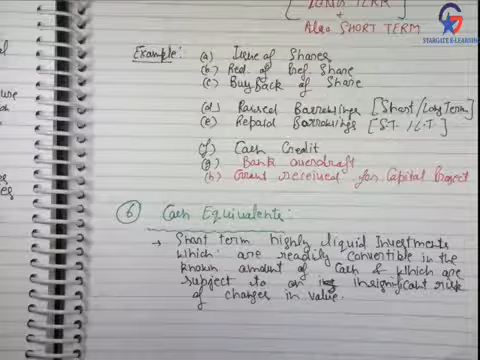 LONG TERM
+
Also SHORT TERM
STARGATE E-LEARNING
Example:
(a) Issue of Shares
(b) Red. of Pref. Share
(c) Buy Back of Share
(d) Raised Borrowings [Short/Long Term]
(e) Repaid Borrowings [S.T./L.T.]
(f) Cash Credit
(g) Bank overdraft
(h) Grant received for Capital Project
(6) Cash Equivalents:
→ Short term highly liquid Investments
which are readily convertible in the
known amount of Cash & which are
subject to an insignificant risk
of changes in value.